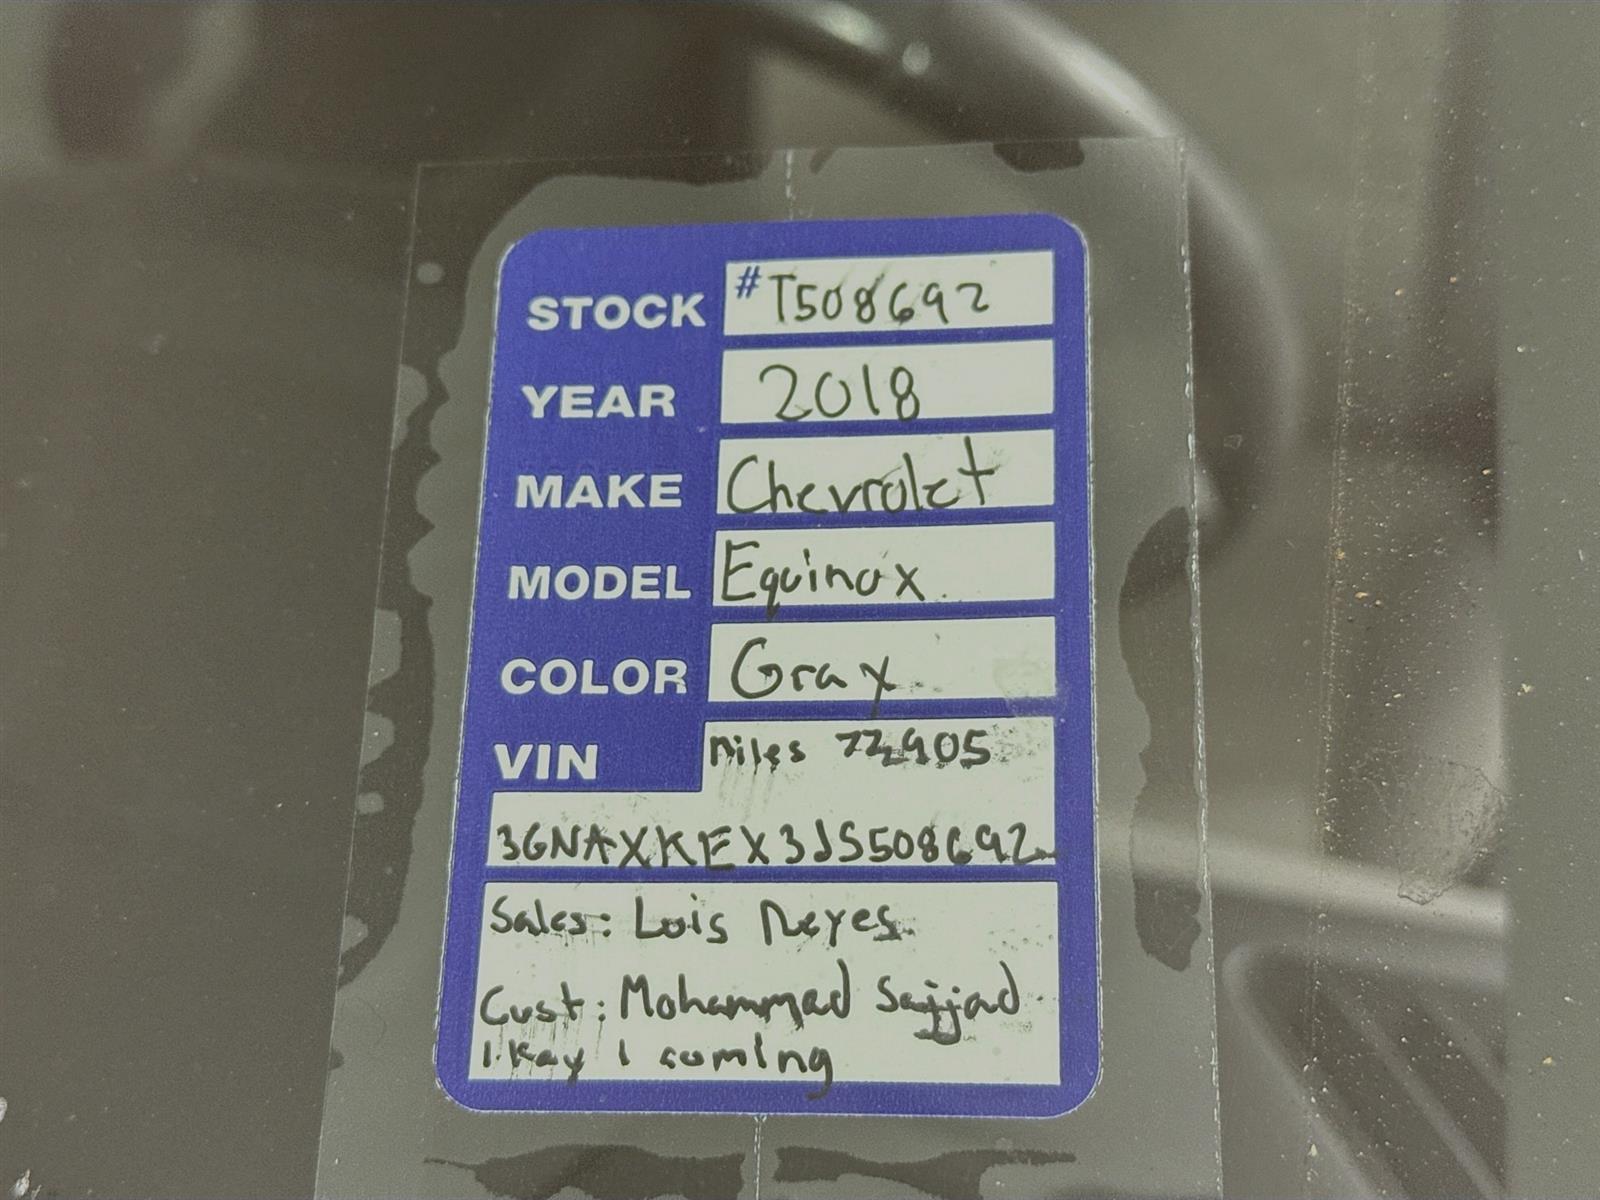 STOCK #T508692
YEAR 2018
MAKE Chevrolet
MODEL Equinox
COLOR Gray
VIN Miles 72905
3GNAXKEX3JS508692
Sales: Luis Reyes
Cust: Mohammad Sajjad
1 Key 1 coming